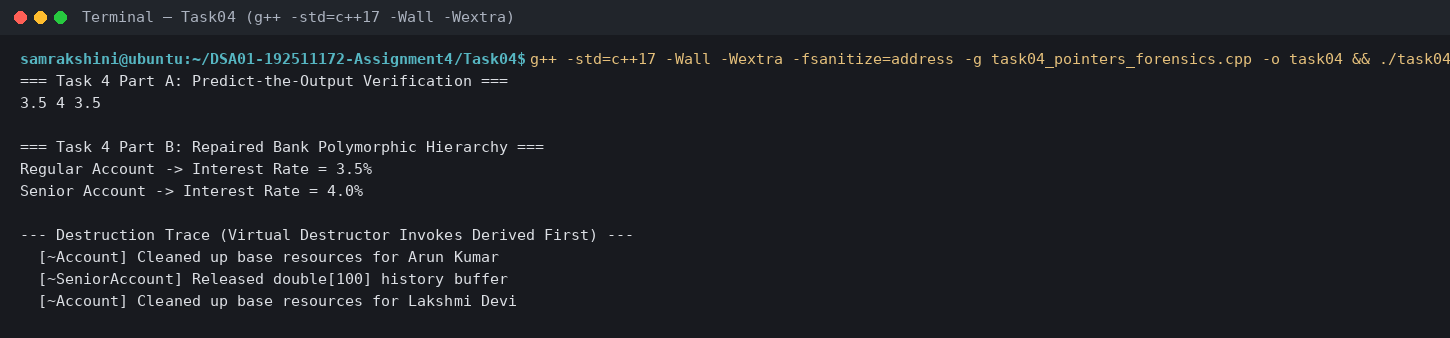 Terminal — Task04 (g++ -std=c++17 -Wall -Wextra)
samrakshini@ubuntu:~/DSA01-192511172-Assignment4/Task04$ g++ -std=c++17 -Wall -Wextra -fsanitize=address -g task04_pointers_forensics.cpp -o task04 && ./task04
=== Task 4 Part A: Predict-the-Output Verification ===
3.5 4 3.5
=== Task 4 Part B: Repaired Bank Polymorphic Hierarchy ===
Regular Account -> Interest Rate = 3.5%
Senior Account -> Interest Rate = 4.0%
--- Destruction Trace (Virtual Destructor Invokes Derived First) ---
[~Account] Cleaned up base resources for Arun Kumar
[~SeniorAccount] Released double[100] history buffer
[~Account] Cleaned up base resources for Lakshmi Devi